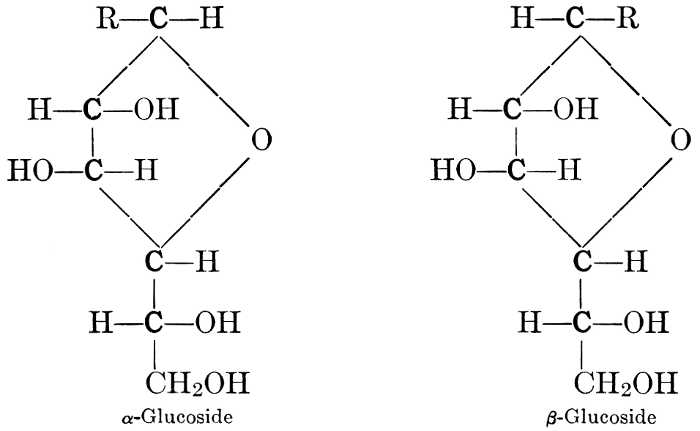 R—C—H H—C—R
H—C—OH H—C—OH
O O
HO—C—H HO—C—H
C—H C—H
H—C—OH H—C—OH
CH₂OH CH₂OH
α-Glucoside β-Glucoside